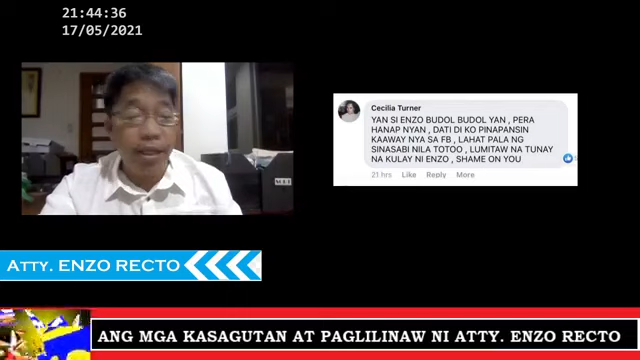 21:44:36
17/05/2021
Cecilia Turner
YAN SI ENZO BUDOL BUDOL YAN , PERA
HANAP NYAN , DATI DI KO PINAPANSIN
KAAWAY NYA SA FB , LAHAT PALA NG
SINASABI NILA TOTOO , LUMITAW NA TUNAY
NA KULAY NI ENZO , SHAME ON YOU
21 hrs Like Reply More
ATTY. ENZO RECTO
ANG MGA KASAGUTAN AT PAGLILINAW NI ATTY. ENZO RECTO